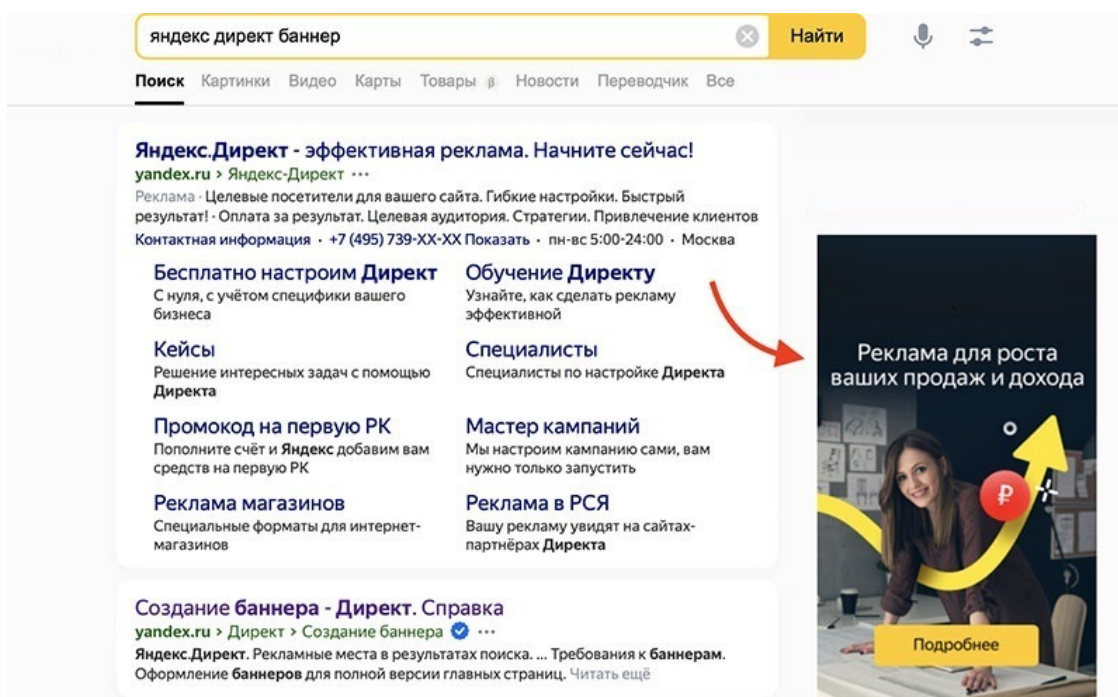 яндекс директ баннер
Найти
Поиск Картинки Видео Карты Товары β Новости Переводчик Все
Яндекс.Директ - эффективная реклама. Начните сейчас!
yandex.ru › Яндекс-Директ ···
Реклама · Целевые посетители для вашего сайта. Гибкие настройки. Быстрый
результат! · Оплата за результат. Целевая аудитория. Стратегии. Привлечение клиентов
Контактная информация · +7 (495) 739-XX-XX Показать · пн-вс 5:00-24:00 · Москва
Бесплатно настроим Директ
С нуля, с учётом специфики вашего
бизнеса
Обучение Директу
Узнайте, как сделать рекламу
эффективной
Кейсы
Решение интересных задач с помощью
Директа
Специалисты
Специалисты по настройке Директа
Промокод на первую РК
Пополните счёт и Яндекс добавим вам
средств на первую РК
Мастер кампаний
Мы настроим кампанию сами, вам
нужно только запустить
Реклама магазинов
Специальные форматы для интернет-
магазинов
Реклама в РСЯ
Вашу рекламу увидят на сайтах-
партнёрах Директа
Создание баннера - Директ. Справка
yandex.ru › Директ › Создание баннера ···
Яндекс.Директ. Рекламные места в результатах поиска. ... Требования к баннерам.
Оформление баннеров для полной версии главных страниц. Читать ещё
Реклама для роста
ваших продаж и дохода
₽
Подробнее